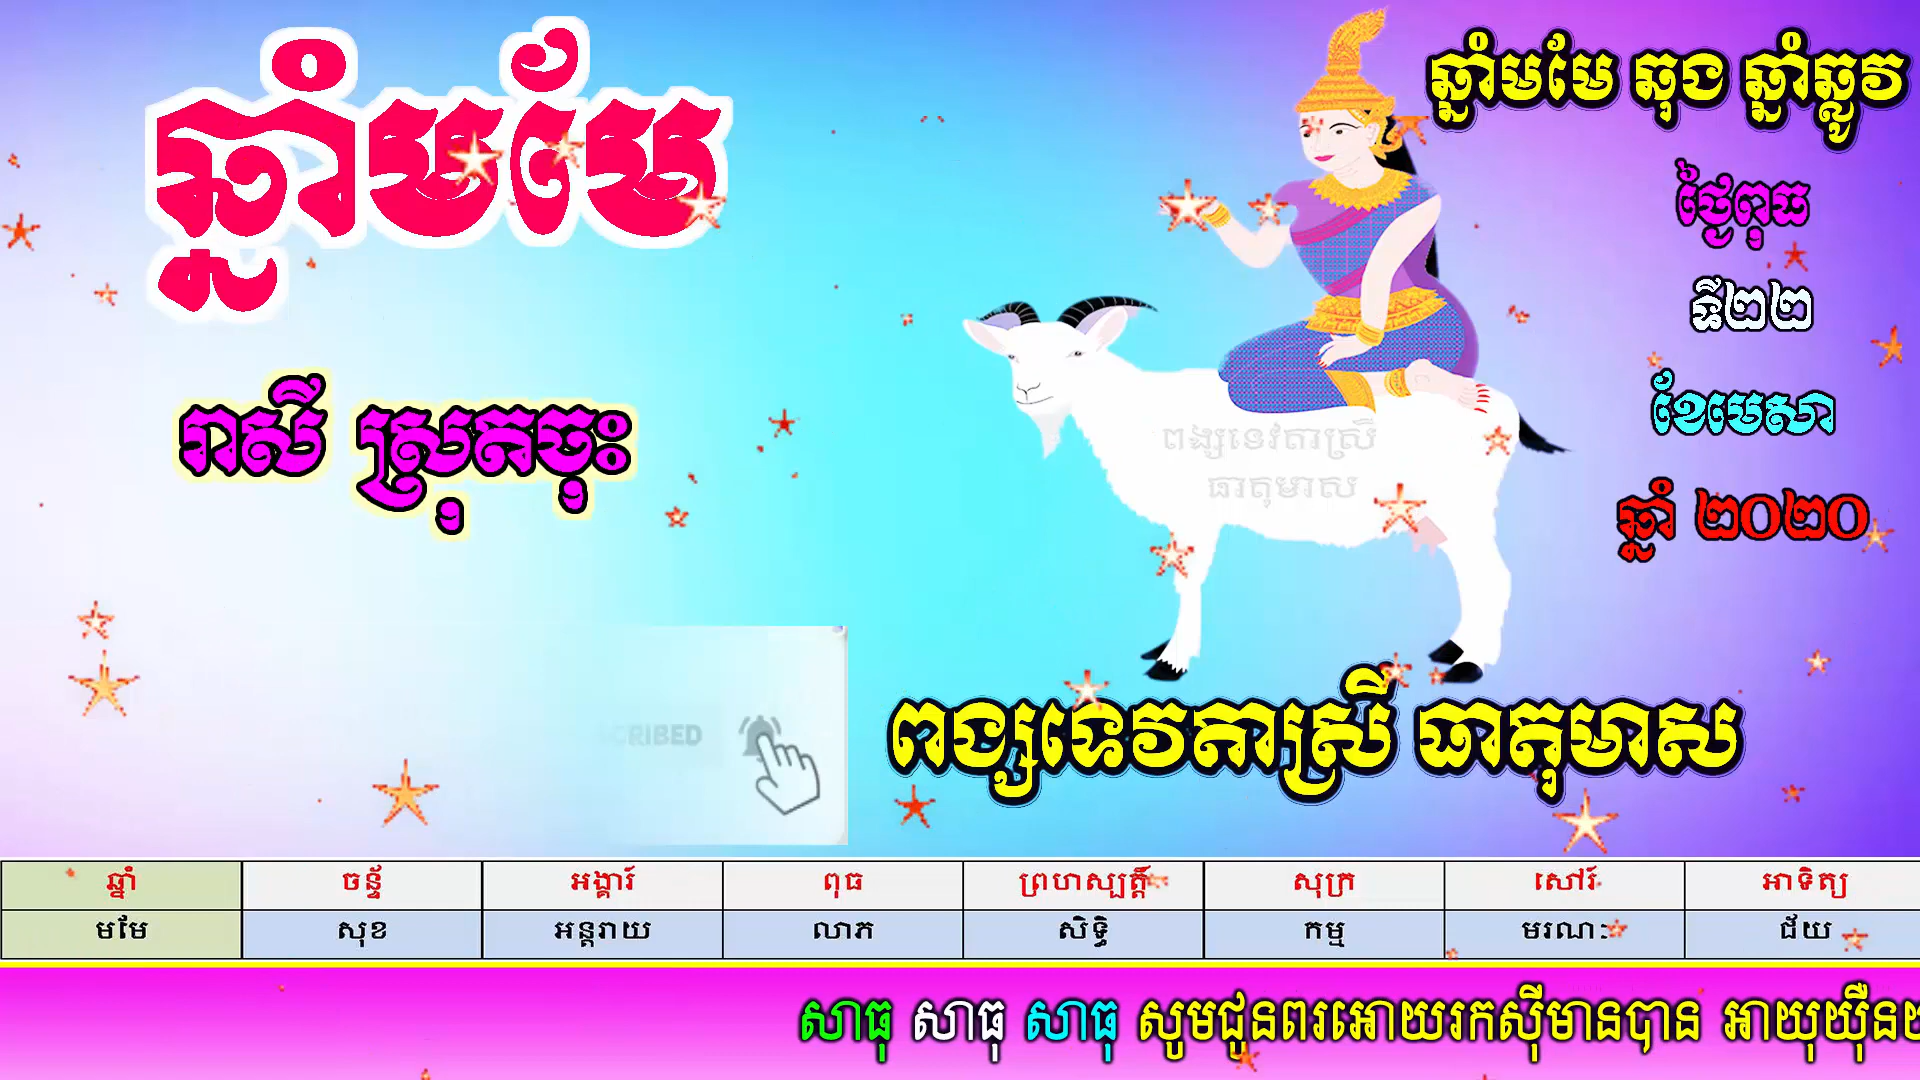 ឆ្នាំមមែ
រាសី ស្រុតចុះ
ឆ្នាំមមែ ឆុង ឆ្នាំឆ្លូវ
ថ្ងៃពុធ
ទី២២
ខែមេសា
ឆ្នាំ ២០២០
ពង្សទេវតាស្រី
ធាតុមាស
CRIBED
ពង្សទេវតាស្រី ធាតុមាស
ឆ្នាំ ចន្ទ័ អង្គារ៍ ពុធ ព្រហស្បត្តិ៍ សុក្រ សៅរ៍ អាទិត្យ
មមែ សុខ អន្តរាយ លាភ សិទ្ធិ កម្ម មរណៈ ជ័យ
សាធុ សាធុ សាធុ សូមជូនពរអោយរកស៊ីមានបាន អាយុយ៉ឺន